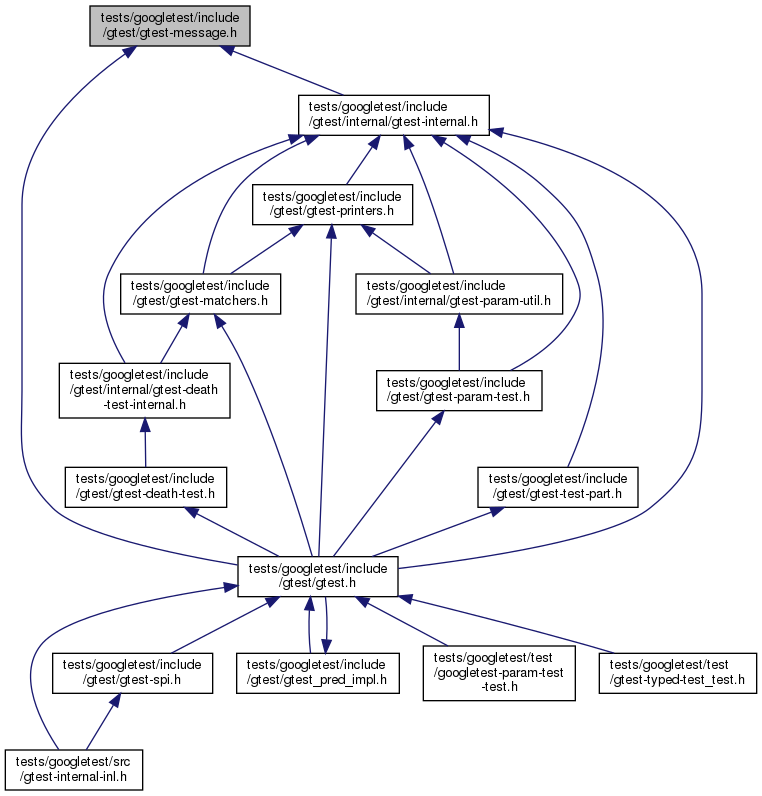 tests/googletest/include
/gtest/gtest-message.h
tests/googletest/include
/gtest/internal/gtest-internal.h
tests/googletest/include
/gtest/gtest-printers.h
tests/googletest/include
/gtest/gtest-matchers.h
tests/googletest/include
/gtest/internal/gtest-param-util.h
tests/googletest/include
/gtest/internal/gtest-death
-test-internal.h
tests/googletest/include
/gtest/gtest-param-test.h
tests/googletest/include
/gtest/gtest-death-test.h
tests/googletest/include
/gtest/gtest-test-part.h
tests/googletest/include
/gtest/gtest.h
tests/googletest/include
/gtest/gtest-spi.h
tests/googletest/include
/gtest/gtest_pred_impl.h
tests/googletest/test
/googletest-param-test
-test.h
tests/googletest/test
/gtest-typed-test_test.h
tests/googletest/src
/gtest-internal-inl.h